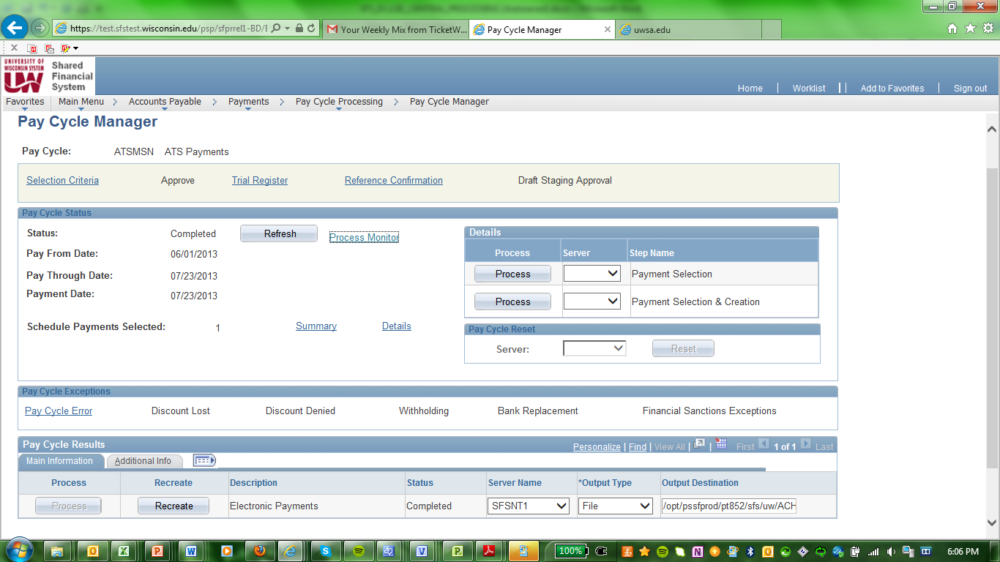 https://test.sfstest.wisconsin.edu/psp/sfprrel1-BD/
Your Weekly Mix from TicketW...
Pay Cycle Manager
uwsa.edu
UNIVERSITY OF
WISCONSIN SYSTEM
UW
Shared
Financial
System
Home
Worklist
Add to Favorites
Sign out
Favorites
Main Menu
Accounts Payable
Payments
Pay Cycle Processing
Pay Cycle Manager
Pay Cycle Manager
Pay Cycle: ATSMSN ATS Payments
Selection Criteria Approve Trial Register Reference Confirmation Draft Staging Approval
Pay Cycle Status
Status: Completed Refresh Process Monitor
Pay From Date: 06/01/2013
Pay Through Date: 07/23/2013
Payment Date: 07/23/2013
Schedule Payments Selected: 1 Summary Details
Details
Process Server Step Name
Process Payment Selection
Process Payment Selection & Creation
Pay Cycle Reset
Server: Reset
Pay Cycle Exceptions
Pay Cycle Error Discount Lost Discount Denied Withholding Bank Replacement Financial Sanctions Exceptions
Pay Cycle Results
Personalize | Find | View All | | First 1 of 1 Last
Main Information Additional Info
Process Recreate Description Status Server Name *Output Type Output Destination
Process Recreate Electronic Payments Completed SFSNT1 File /opt/pssfprod/pt852/sfs/uw/ACH
100%
6:06 PM